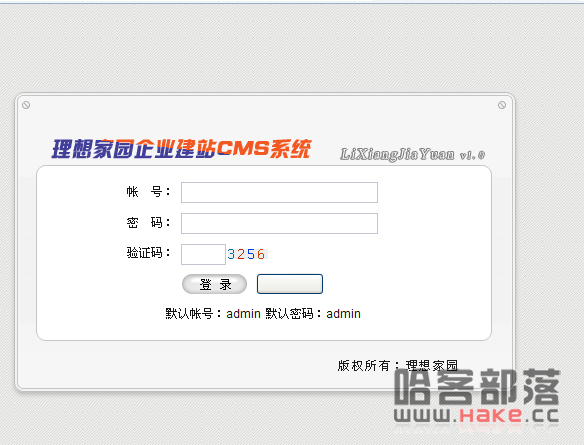 理想家园企业建站CMS系统 LiXiangJiaYuan v1.0
帐 号：
密 码：
验证码： 3256
登 录
默认帐号：admin 默认密码：admin
版权所有：理想家园
哈客部落
www.HAKE.cc